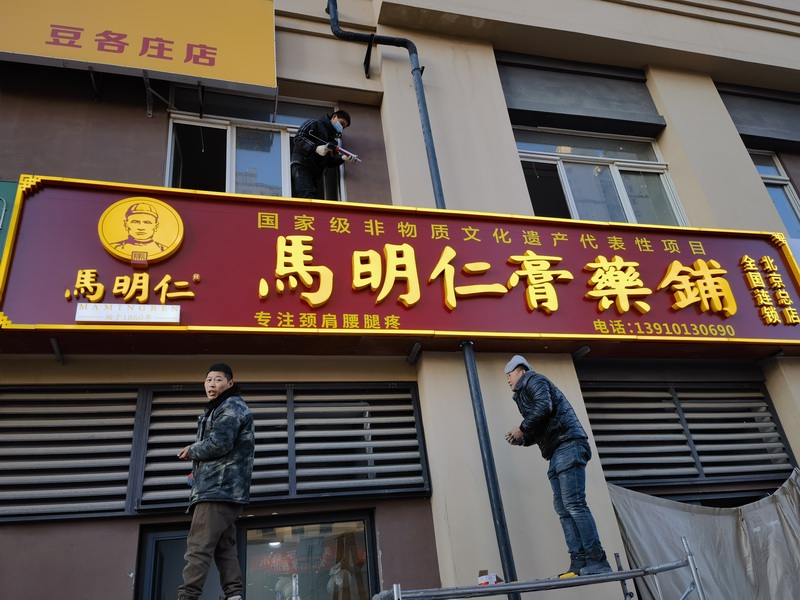 豆各庄店
国家级非物质文化遗产代表性项目
馬明仁
MAMINGREN
馬明仁膏藥鋪
专注颈肩腰腿疼
电话:13910130690
北京总店
全国连锁